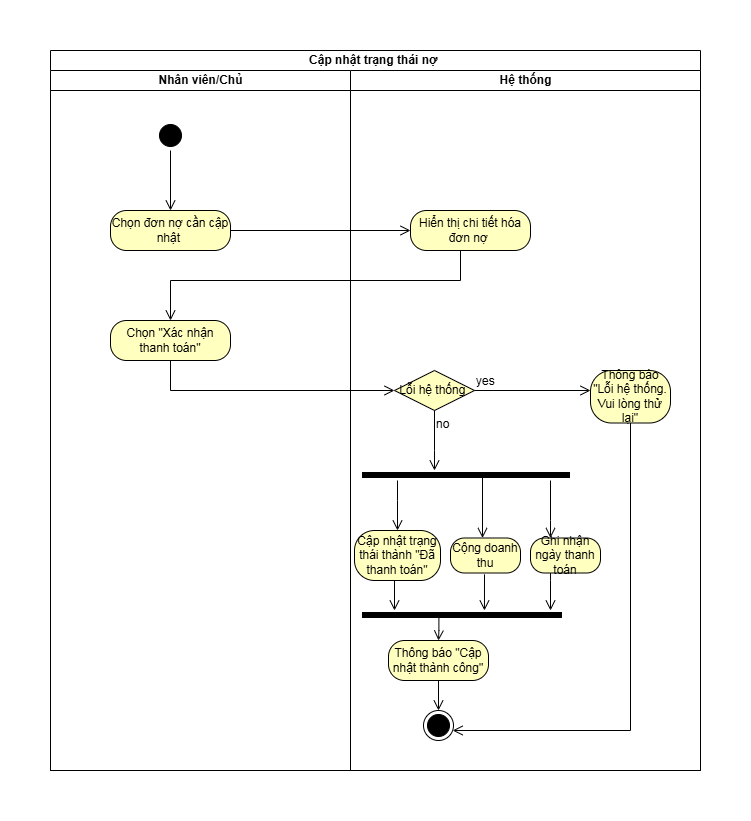 Cập nhật trạng thái nợ
Nhân viên/Chủ
Hệ thống
Chọn đơn nợ cần cập
nhật
Hiển thị chi tiết hóa
đơn nợ
Chọn "Xác nhận
thanh toán"
Lỗi hệ thống
yes
Thông báo
"Lỗi hệ thống.
Vui lòng thử
lại"
no
Cập nhật trạng
thái thành "Đã
thanh toán"
Cộng doanh
thu
Ghi nhận
ngày thanh
toán
Thông báo "Cập
nhật thành công"